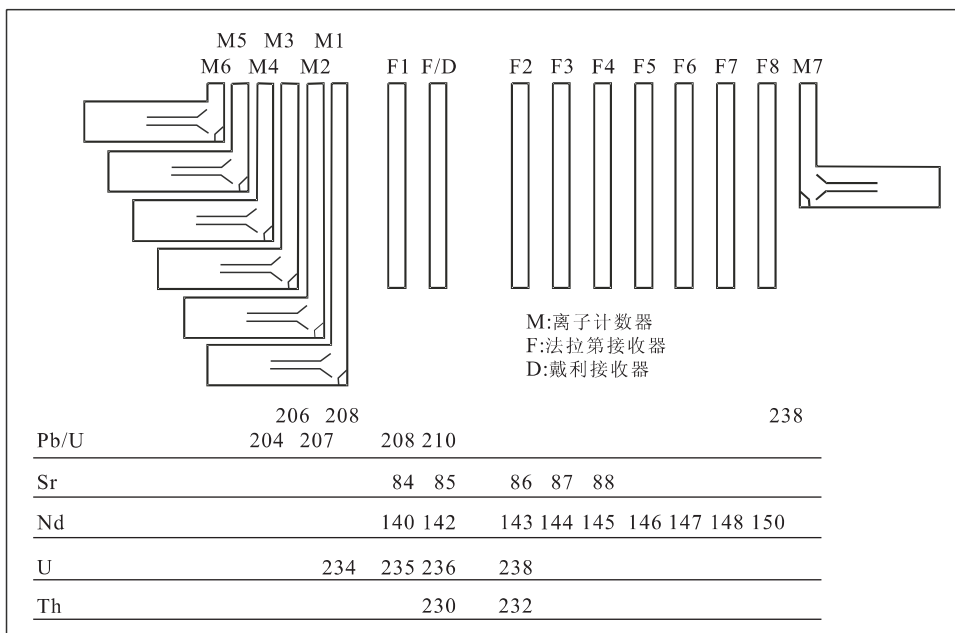 M5 M3 M1
M6 M4 M2 F1 F/D F2 F3 F4 F5 F6 F7 F8 M7
M:离子计数器
F:法拉第接收器
D:戴利接收器
206 208 238
Pb/U 204 207 208 210
Sr 84 85 86 87 88
Nd 140 142 143 144 145 146 147 148 150
U 234 235 236 238
Th 230 232